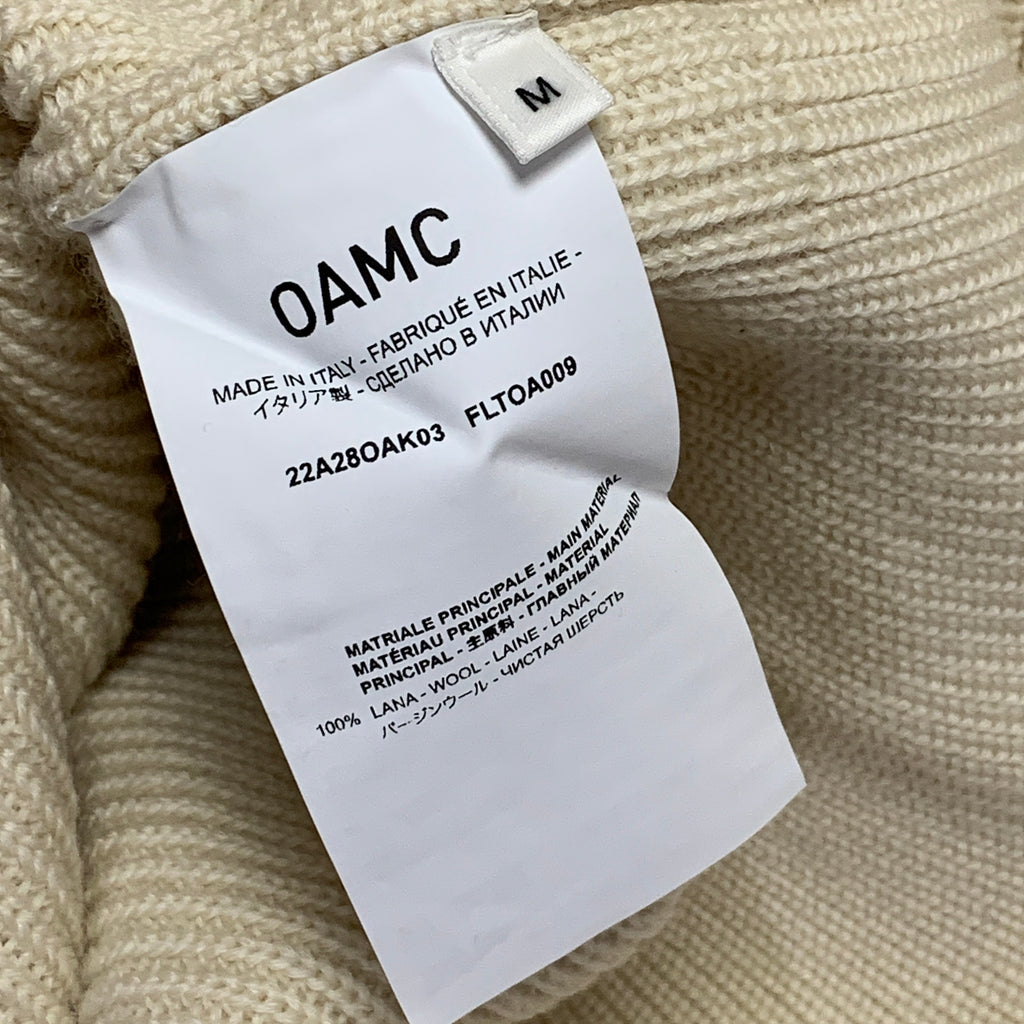 M
OAMC
MADE IN ITALY - FABRIQUÉ EN ITALIE -
イタリア製 - СДЕЛАНО В ИТАЛИИ
22A28OAK03 FLTOA009
MATRIALE PRINCIPALE - MAIN MATERIAL
MATÉRIAU PRINCIPAL - MATERIAL
PRINCIPAL - 主原料 - ГЛАВНЫЙ МАТЕРИАЛ
100% LANA - WOOL - LAINE - LANA -
バージンウール - ЧИСТАЯ ШЕРСТЬ